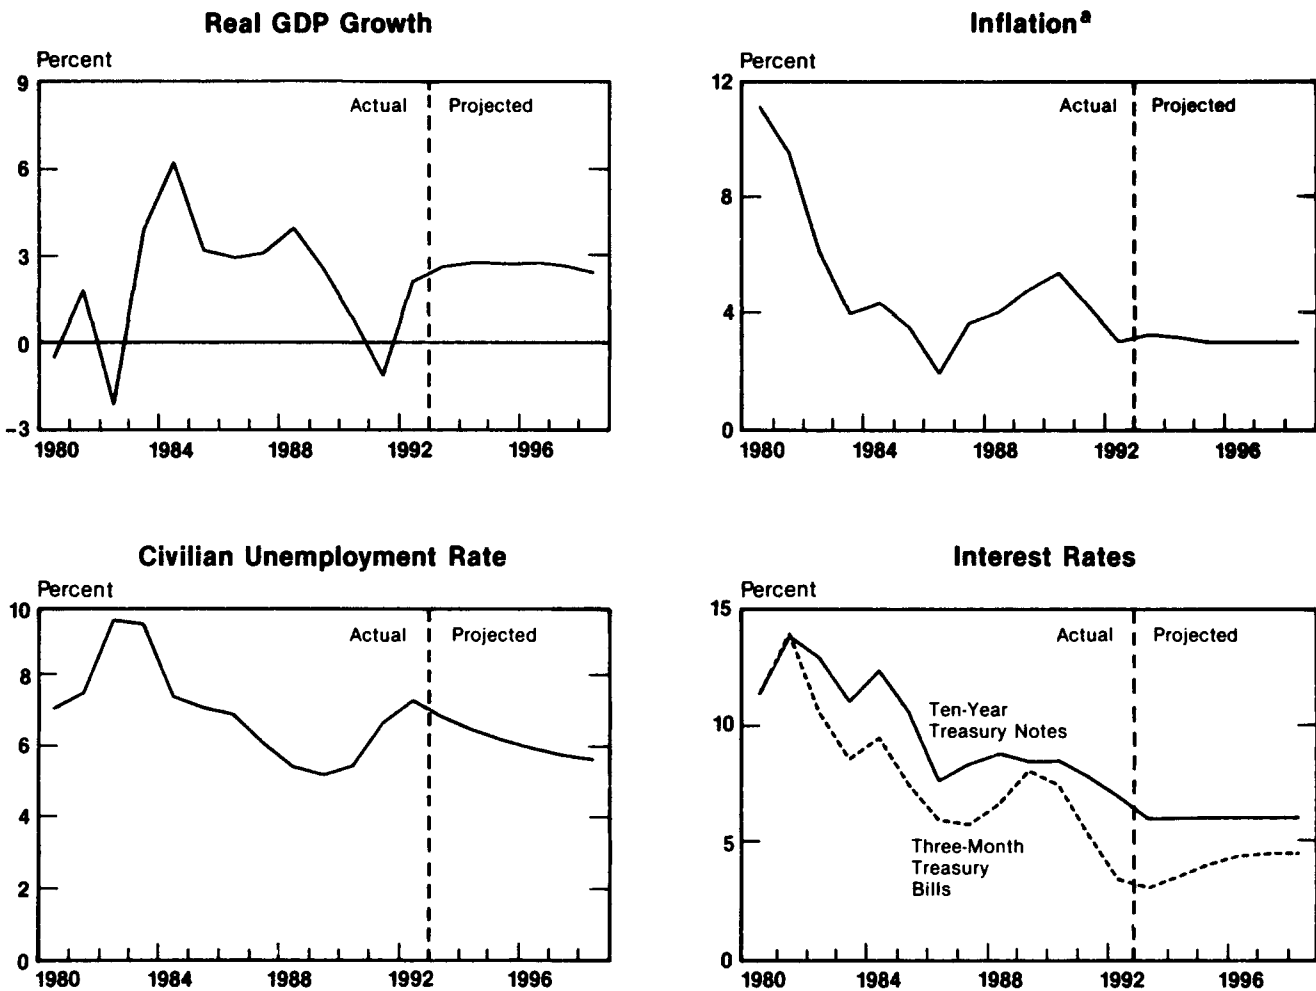 Real GDP Growth
Percent
9
6
3
0
-3
Actual
Projected
1980
1984
1988
1992
1996
Inflationª
Percent
12
8
4
0
Actual
Projected
1980
1984
1988
1992
1996
Civilian Unemployment Rate
Percent
10
8
6
4
2
0
Actual
Projected
1980
1984
1988
1992
1996
Interest Rates
Percent
15
10
5
0
Actual
Projected
Ten-Year
Treasury Notes
Three-Month
Treasury
Bills
1980
1984
1988
1992
1996